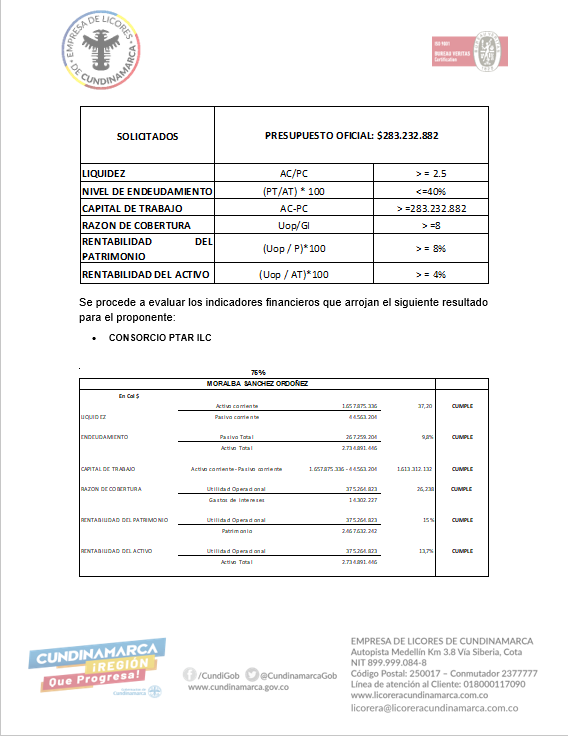 EMPRESA DE LICORES
DE CUNDINAMARCA
ISO 9001
BUREAU VERITAS
Certification
SOLICITADOS PRESUPUESTO OFICIAL: $283.232.882
LIQUIDEZ AC/PC > = 2.5
NIVEL DE ENDEUDAMIENTO (PT/AT) * 100 <=40%
CAPITAL DE TRABAJO AC-PC > =283.232.882
RAZON DE COBERTURA Uop/GI > =8
RENTABILIDAD DEL
PATRIMONIO (Uop / P)*100 > = 8%
RENTABILIDAD DEL ACTIVO (Uop / AT)*100 > = 4%
Se procede a evaluar los indicadores financieros que arrojan el siguiente resultado
para el proponente:
• CONSORCIO PTAR ILC
75%
MORALBA SANCHEZ ORDOÑEZ
En Col $
Activo corriente 1.657.875.336 37,20 CUMPLE
LIQUIDEZ Pasivo corriente 44.563.204
ENDEUDAMIENTO Pasivo Total 267.259.204 9,8% CUMPLE
Activo Total 2.734.891.446
CAPITAL DE TRABAJO Activo corriente - Pasivo corriente 1.657.875.336 - 44.563.204 1.613.312.132 CUMPLE
RAZON DE COBERTURA Utilidad Operacional 375.264.823 26,238 CUMPLE
Gastos de Intereses 14.302.227
RENTABILIDAD DEL PATRIMONIO Utilidad Operacional 375.264.823 15% CUMPLE
Patrimonio 2.467.632.242
RENTABILIDAD DEL ACTIVO Utilidad Operacional 375.264.823 13,7% CUMPLE
Activo Total 2.734.891.446
CUNDINAMARCA
¡REGIÓN
Que Progresa!
Cundinamarca
/CundiGob @CundinamarcaGob
www.cundinamarca.gov.co
EMPRESA DE LICORES DE CUNDINAMARCA
Autopista Medellín Km 3.8 Vía Siberia, Cota
NIT 899.999.084-8
Código Postal: 250017 – Conmutador 2377777
Línea de atención al Cliente: 018000117090
www.licoreracundinamarca.com.co
licorera@licoreracundinamarca.com.co